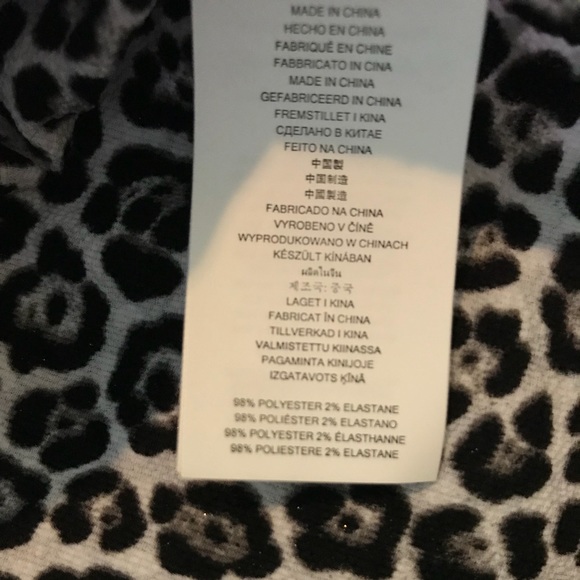 MADE IN CHINA
HECHO EN CHINA
FABRIQUÉ EN CHINE
FABBRICATO IN CINA
MADE IN CHINA
GEFABRICEERD IN CHINA
FREMSTILLET I KINA
СДЕЛАНО В КИТАЕ
FEITO NA CHINA
中国製
中国制造
中國製造
FABRICADO NA CHINA
VYROBENO V ČÍNĚ
WYPRODUKOWANO W CHINACH
KÉSZÜLT KÍNÁBAN
ผลิตในจีน
제조국: 중국
LAGET I KINA
FABRICAT ÎN CHINA
TILLVERKAD I KINA
VALMISTETTU KIINASSA
PAGAMINTA KINIJOJE
IZGATAVOTS ĶĪNĀ
98% POLYESTER 2% ELASTANE
98% POLIÉSTER 2% ELASTANO
98% POLYESTER 2% ÉLASTHANNE
98% POLIESTERE 2% ELASTANE